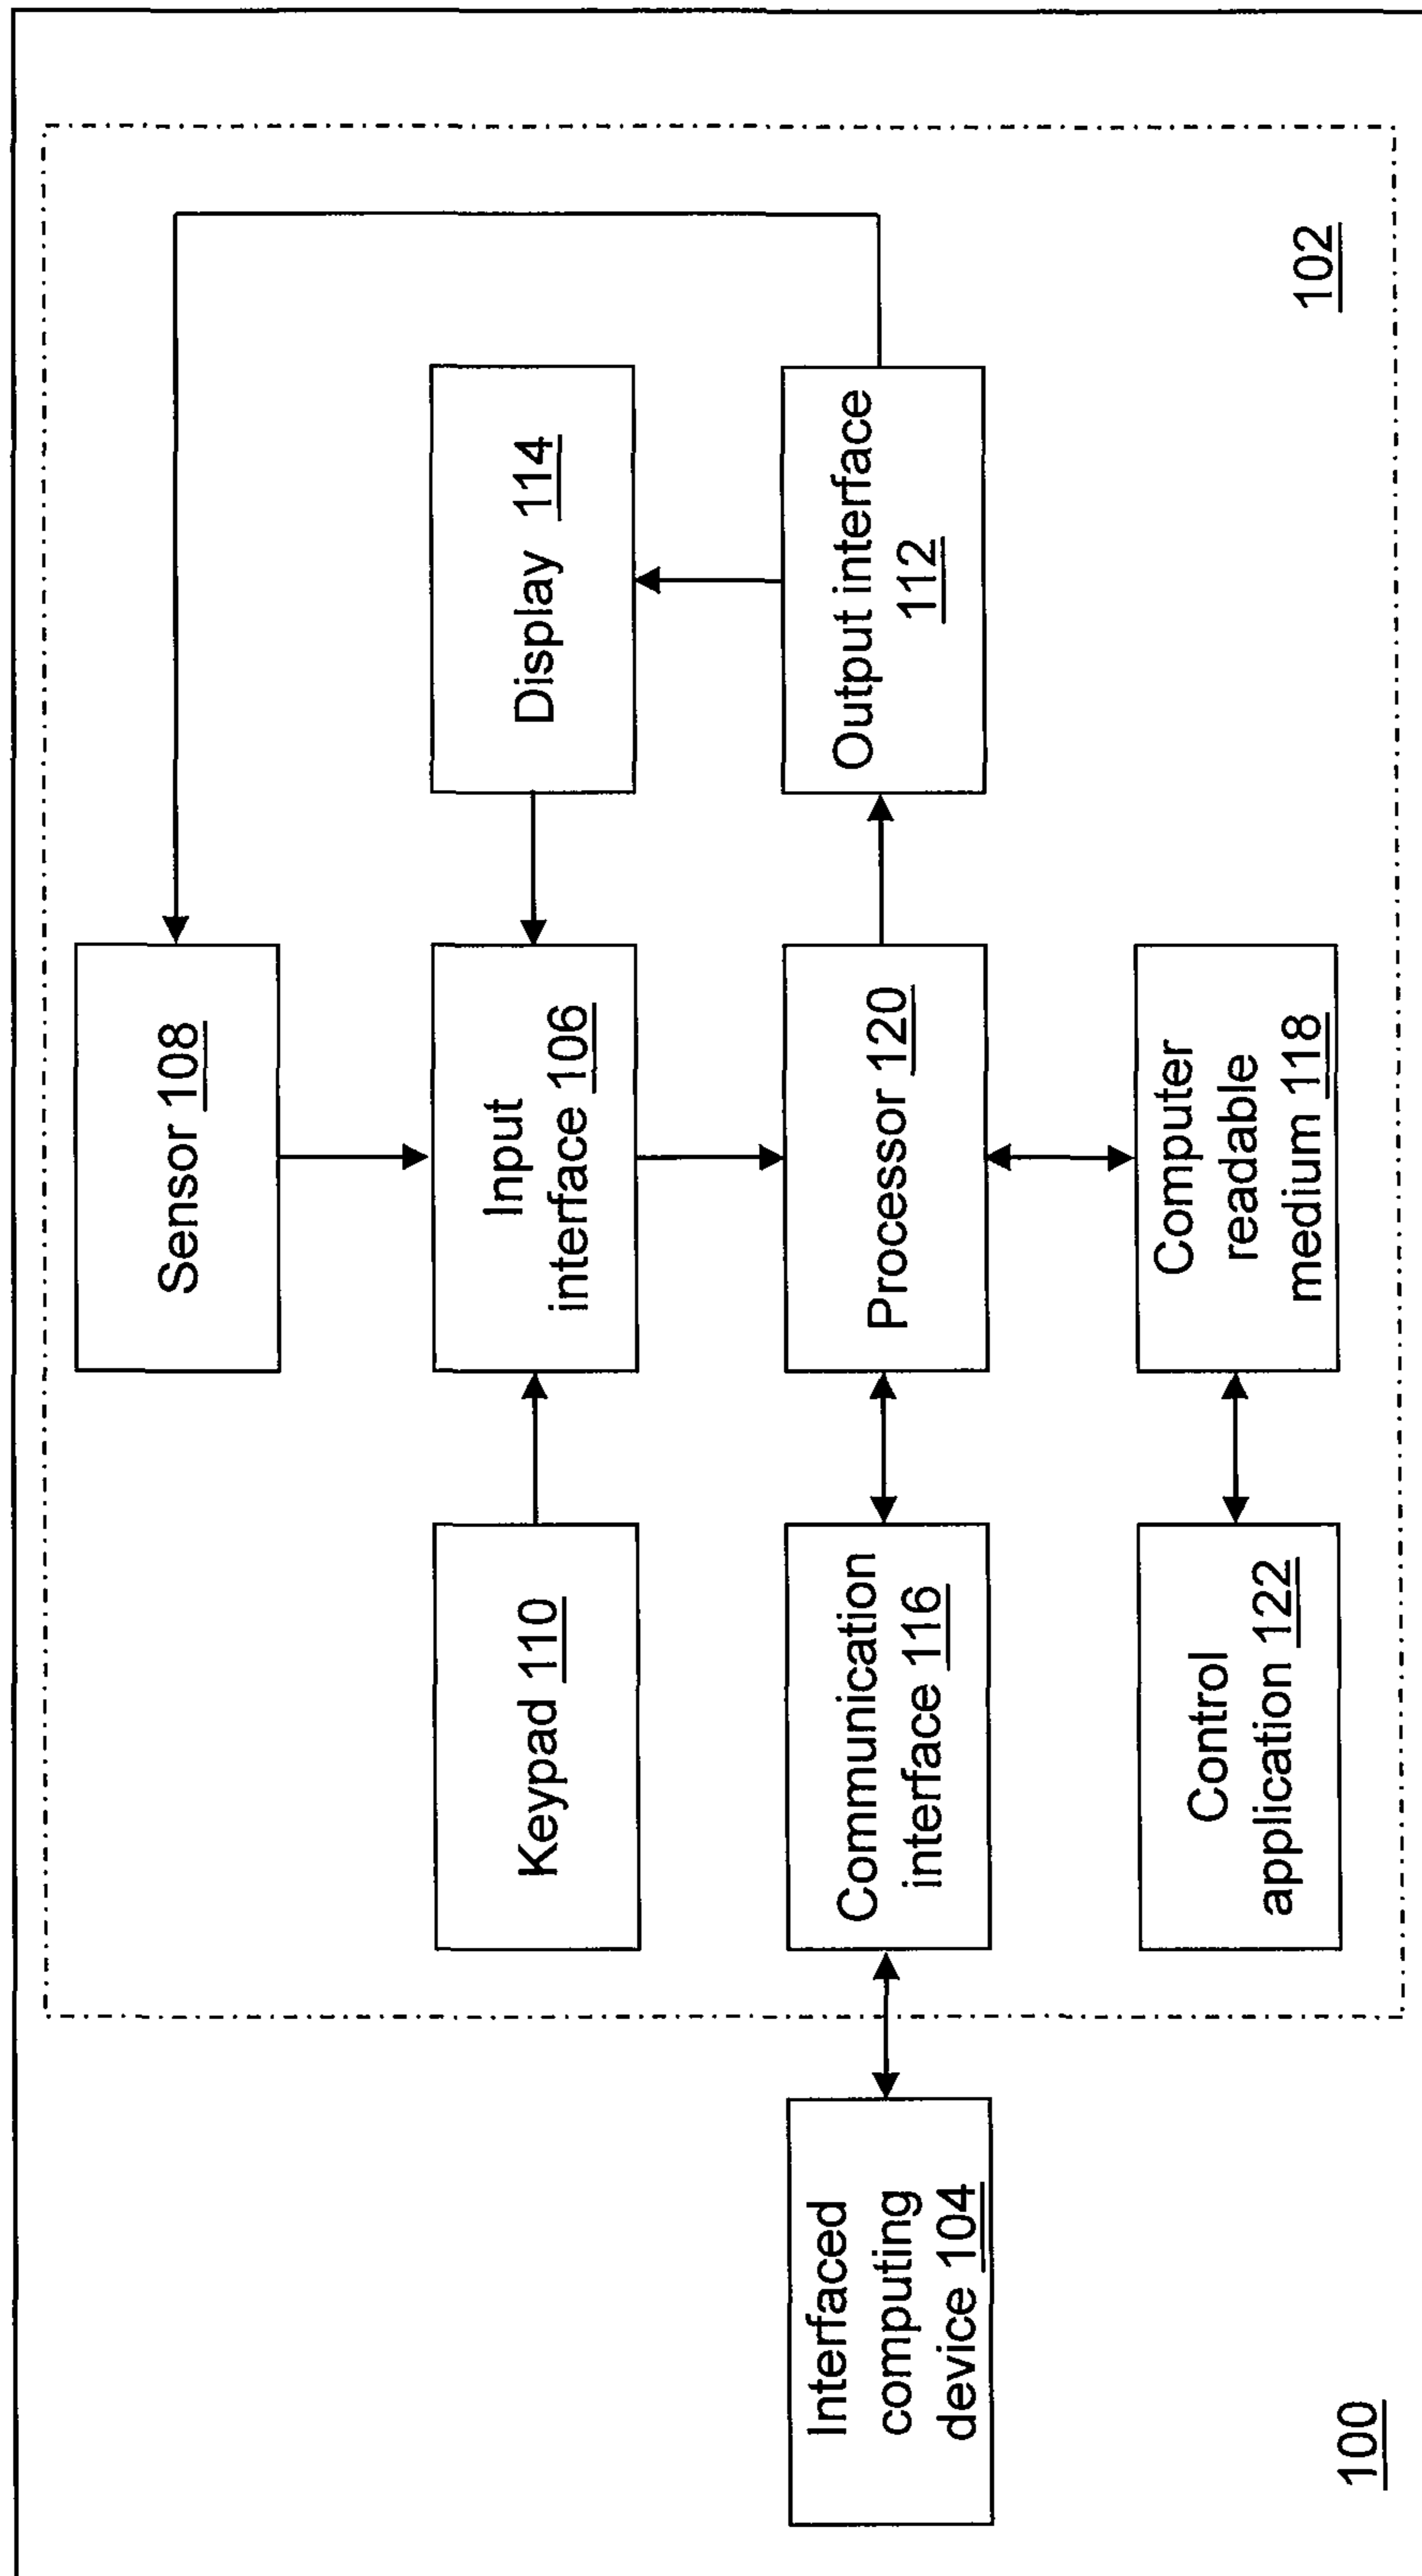 Sensor 108
Keypad 110
Input
interface 106
Display 114
Interfaced
computing
device 104
Communication
interface 116
Processor 120
Output interface
112
Control
application 122
Computer
readable
medium 118
102
100